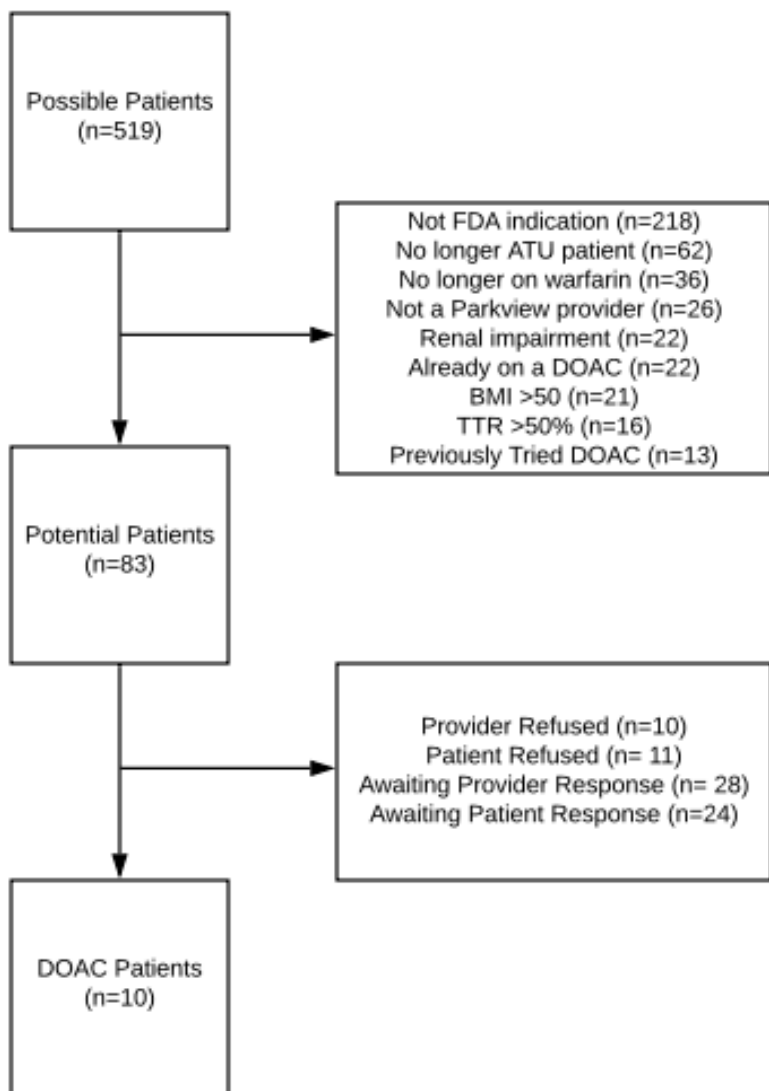 Possible Patients
(n=519)
Not FDA indication (n=218)
No longer ATU patient (n=62)
No longer on warfarin (n=36)
Not a Parkview provider (n=26)
Renal impairment (n=22)
Already on a DOAC (n=22)
BMI >50 (n=21)
TTR >50% (n=16)
Previously Tried DOAC (n=13)
Potential Patients
(n=83)
Provider Refused (n=10)
Patient Refused (n= 11)
Awaiting Provider Response (n= 28)
Awaiting Patient Response (n=24)
DOAC Patients
(n=10)